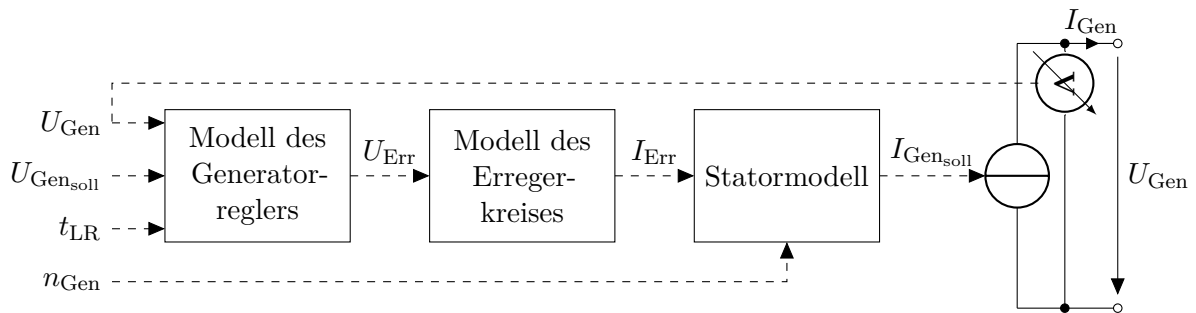 I_Gen
U_Gen
U_Gen_soll
t_LR
n_Gen
Modell des
Generator-
reglers
U_Err
Modell des
Erreger-
kreises
I_Err
Statormodell
I_Gen_soll
V
U_Gen